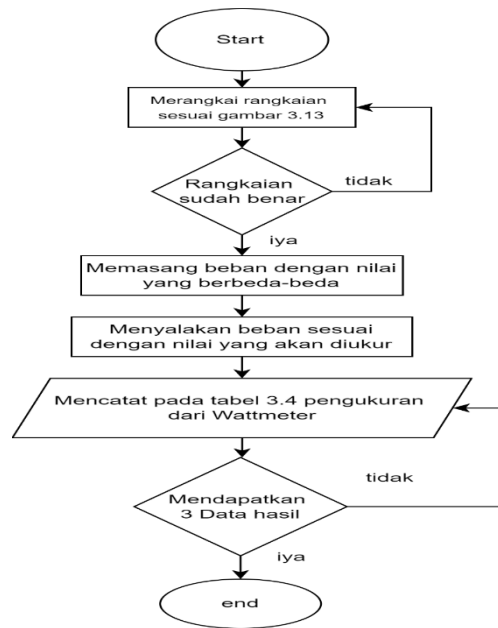 Start
Merangkai rangkaian
sesuai gambar 3.13
Rangkaian
sudah benar
tidak
iya
Memasang beban dengan nilai
yang berbeda-beda
Menyalakan beban sesuai
dengan nilai yang akan diukur
Mencatat pada tabel 3.4 pengukuran
dari Wattmeter
Mendapatkan
3 Data hasil
tidak
iya
end